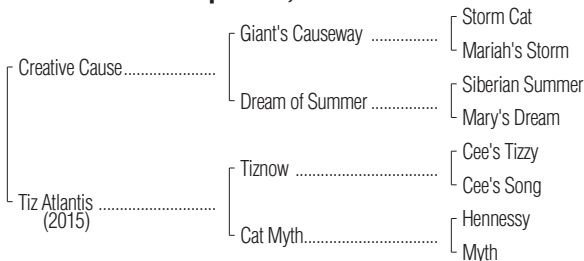 Creative Cause
Giant's Causeway
Storm Cat
Mariah's Storm
Dream of Summer
Siberian Summer
Mary's Dream
Tiz Atlantis
(2015)
Tiznow
Cee's Tizzy
Cee's Song
Cat Myth
Hennessy
Myth